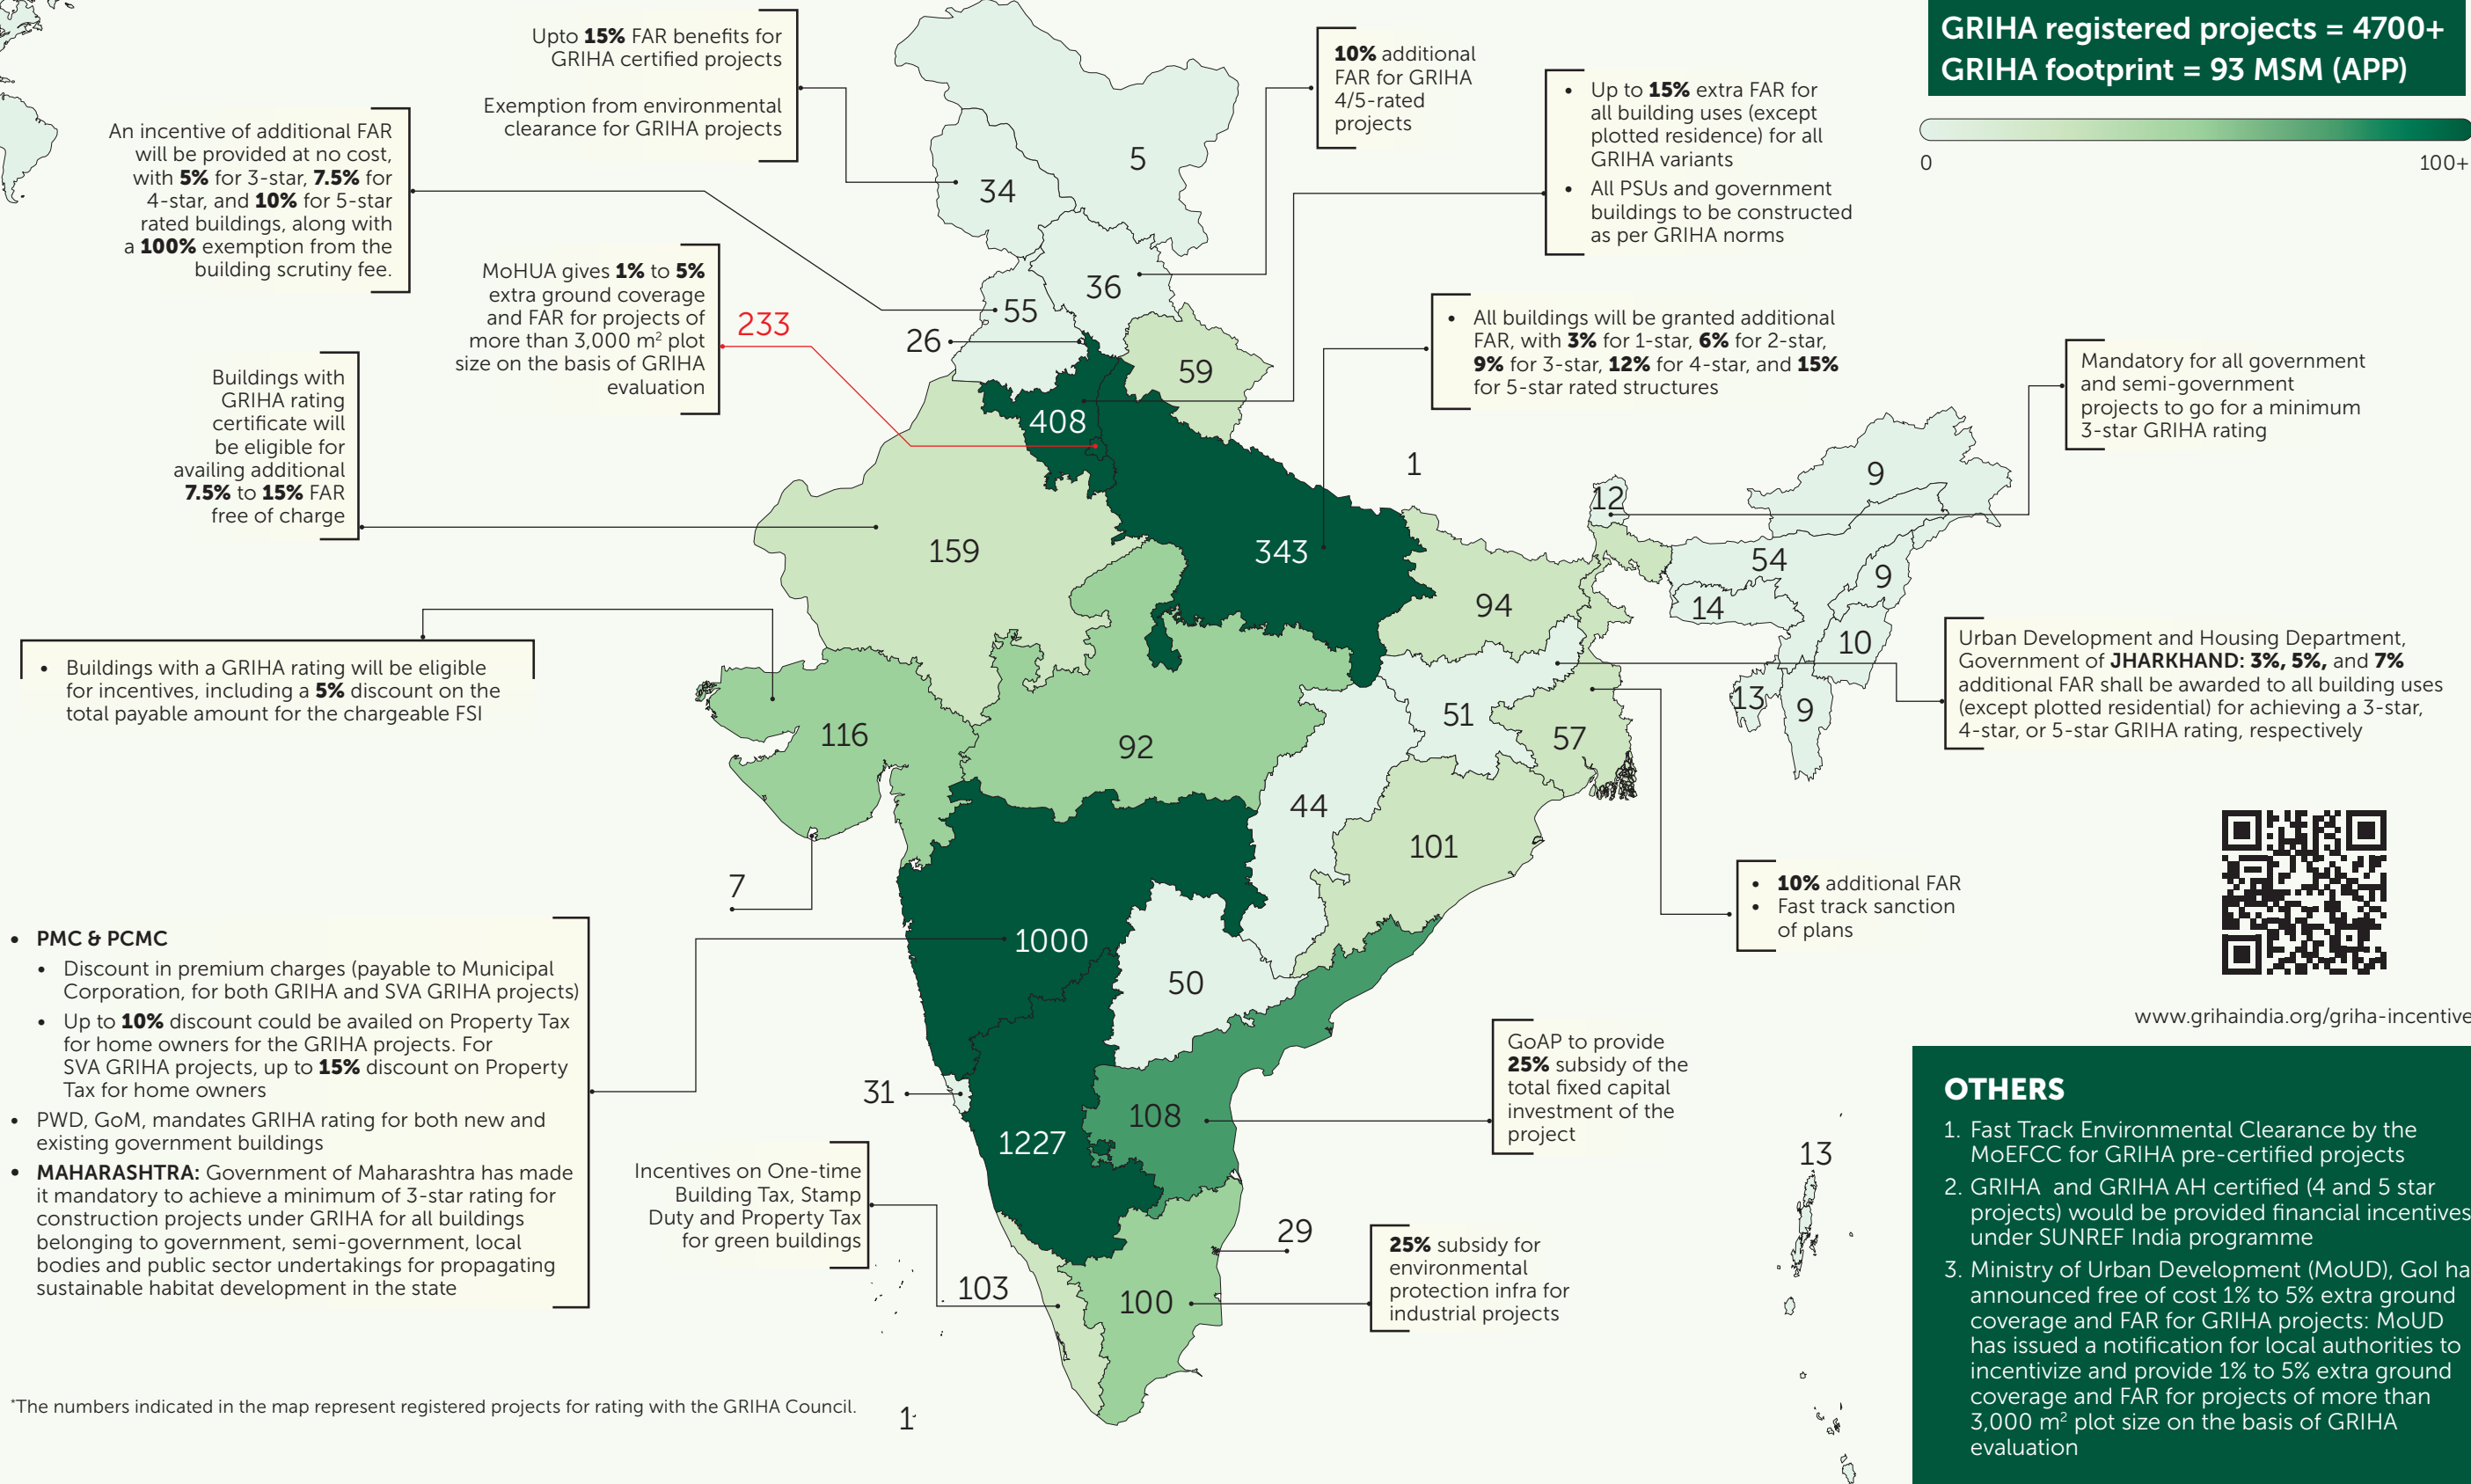 GRIHA registered projects = 4700+
GRIHA footprint = 93 MSM (APP)
0
100+
Upto 15% FAR benefits for
GRIHA certified projects
Exemption from environmental
clearance for GRIHA projects
10% additional
FAR for GRIHA
4/5-rated
projects
• Up to 15% extra FAR for
all building uses (except
plotted residence) for all
GRIHA variants
• All PSUs and government
buildings to be constructed
as per GRIHA norms
An incentive of additional FAR
will be provided at no cost,
with 5% for 3-star, 7.5% for
4-star, and 10% for 5-star
rated buildings, along with
a 100% exemption from the
building scrutiny fee.
MoHUA gives 1% to 5%
extra ground coverage
and FAR for projects of
more than 3,000 m² plot
size on the basis of GRIHA
evaluation
233
• All buildings will be granted additional
FAR, with 3% for 1-star, 6% for 2-star,
9% for 3-star, 12% for 4-star, and 15%
for 5-star rated structures
Mandatory for all government
and semi-government
projects to go for a minimum
3-star GRIHA rating
Buildings with
GRIHA rating
certificate will
be eligible for
availing additional
7.5% to 15% FAR
free of charge
5
34
36
55
26
59
408
1
12
9
159
343
54
9
94
14
10
13
9
• Buildings with a GRIHA rating will be eligible
for incentives, including a 5% discount on the
total payable amount for the chargeable FSI
Urban Development and Housing Department,
Government of JHARKHAND: 3%, 5%, and 7%
additional FAR shall be awarded to all building uses
(except plotted residential) for achieving a 3-star,
4-star, or 5-star GRIHA rating, respectively
116
92
51
57
44
101
7
1000
50
• 10% additional FAR
• Fast track sanction
of plans
• PMC & PCMC
• Discount in premium charges (payable to Municipal
Corporation, for both GRIHA and SVA GRIHA projects)
• Up to 10% discount could be availed on Property Tax
for home owners for the GRIHA projects. For
SVA GRIHA projects, up to 15% discount on Property
Tax for home owners
• PWD, GoM, mandates GRIHA rating for both new and
existing government buildings
• MAHARASHTRA: Government of Maharashtra has made
it mandatory to achieve a minimum of 3-star rating for
construction projects under GRIHA for all buildings
belonging to government, semi-government, local
bodies and public sector undertakings for propagating
sustainable habitat development in the state
www.grihaindia.org/griha-incentive
GoAP to provide
25% subsidy of the
total fixed capital
investment of the
project
31
108
1227
13
Incentives on One-time
Building Tax, Stamp
Duty and Property Tax
for green buildings
29
103
100
25% subsidy for
environmental
protection infra for
industrial projects
1
OTHERS
1. Fast Track Environmental Clearance by the
MoEFCC for GRIHA pre-certified projects
2. GRIHA and GRIHA AH certified (4 and 5 star
projects) would be provided financial incentives
under SUNREF India programme
3. Ministry of Urban Development (MoUD), GoI ha
announced free of cost 1% to 5% extra ground
coverage and FAR for GRIHA projects: MoUD
has issued a notification for local authorities to
incentivize and provide 1% to 5% extra ground
coverage and FAR for projects of more than
3,000 m² plot size on the basis of GRIHA
evaluation
*The numbers indicated in the map represent registered projects for rating with the GRIHA Council.